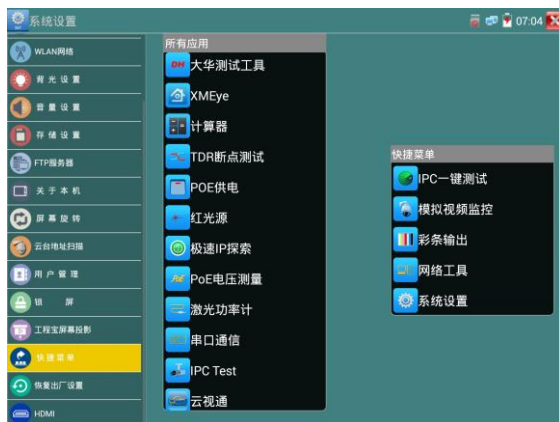 系统设置
07:04
WLAN网络
背光设置
音量设置
存储设置
FTP服务器
关于本机
屏幕旋转
云台地址扫描
用户管理
锁 屏
工程宝屏幕投影
快捷菜单
恢复出厂设置
HDMI
所有应用
大华测试工具
XMEye
计算器
TDR断点测试
POE供电
红光源
极速IP探索
PoE电压测量
激光功率计
串口通信
IPC Test
云视通
快捷菜单
IPC一键测试
模拟视频监控
彩条输出
网络工具
系统设置